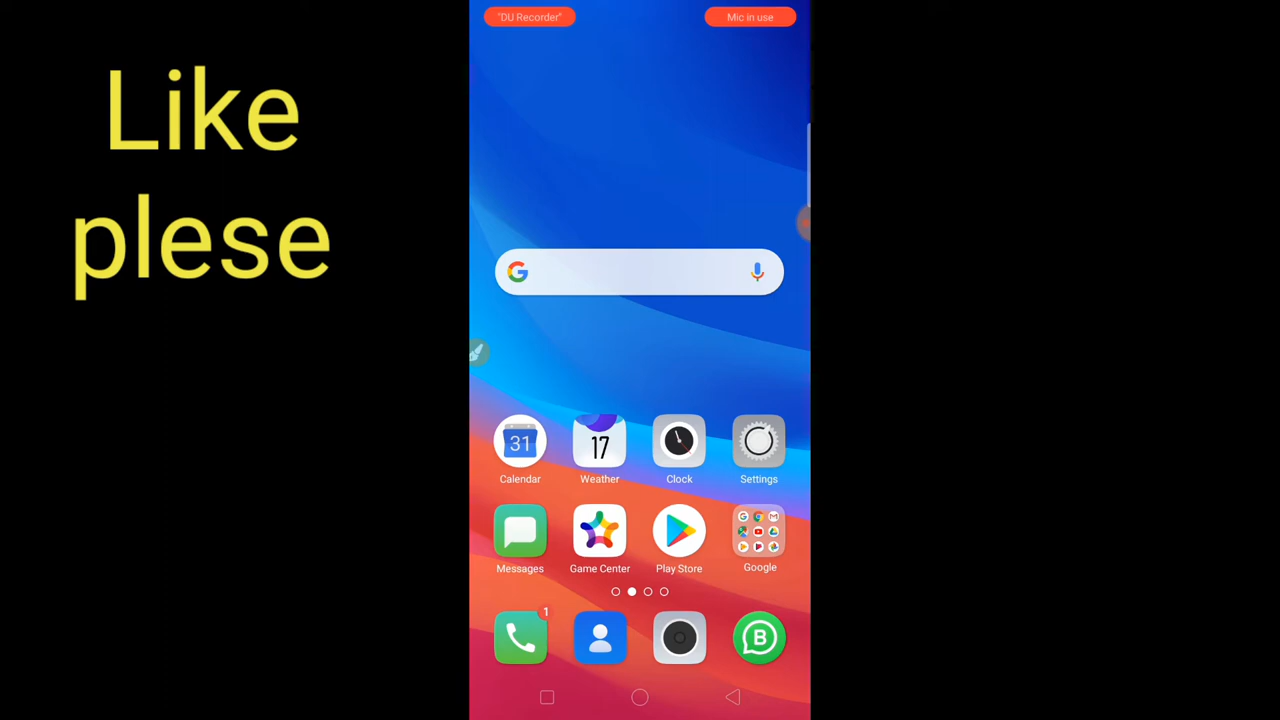 "DU Recorder"
Mic in use
Like
plese
31
17
Calendar
Weather
Clock
Settings
Messages
Game Center
Play Store
Google
1
B